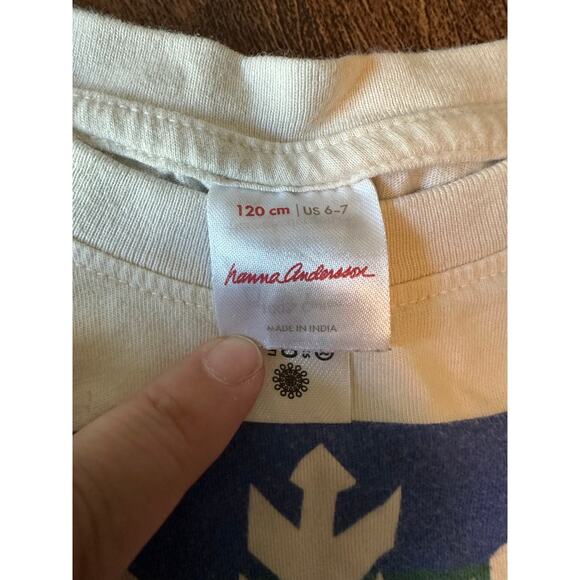 120 cm | US 6-7
hanna andersson
MADE IN INDIA